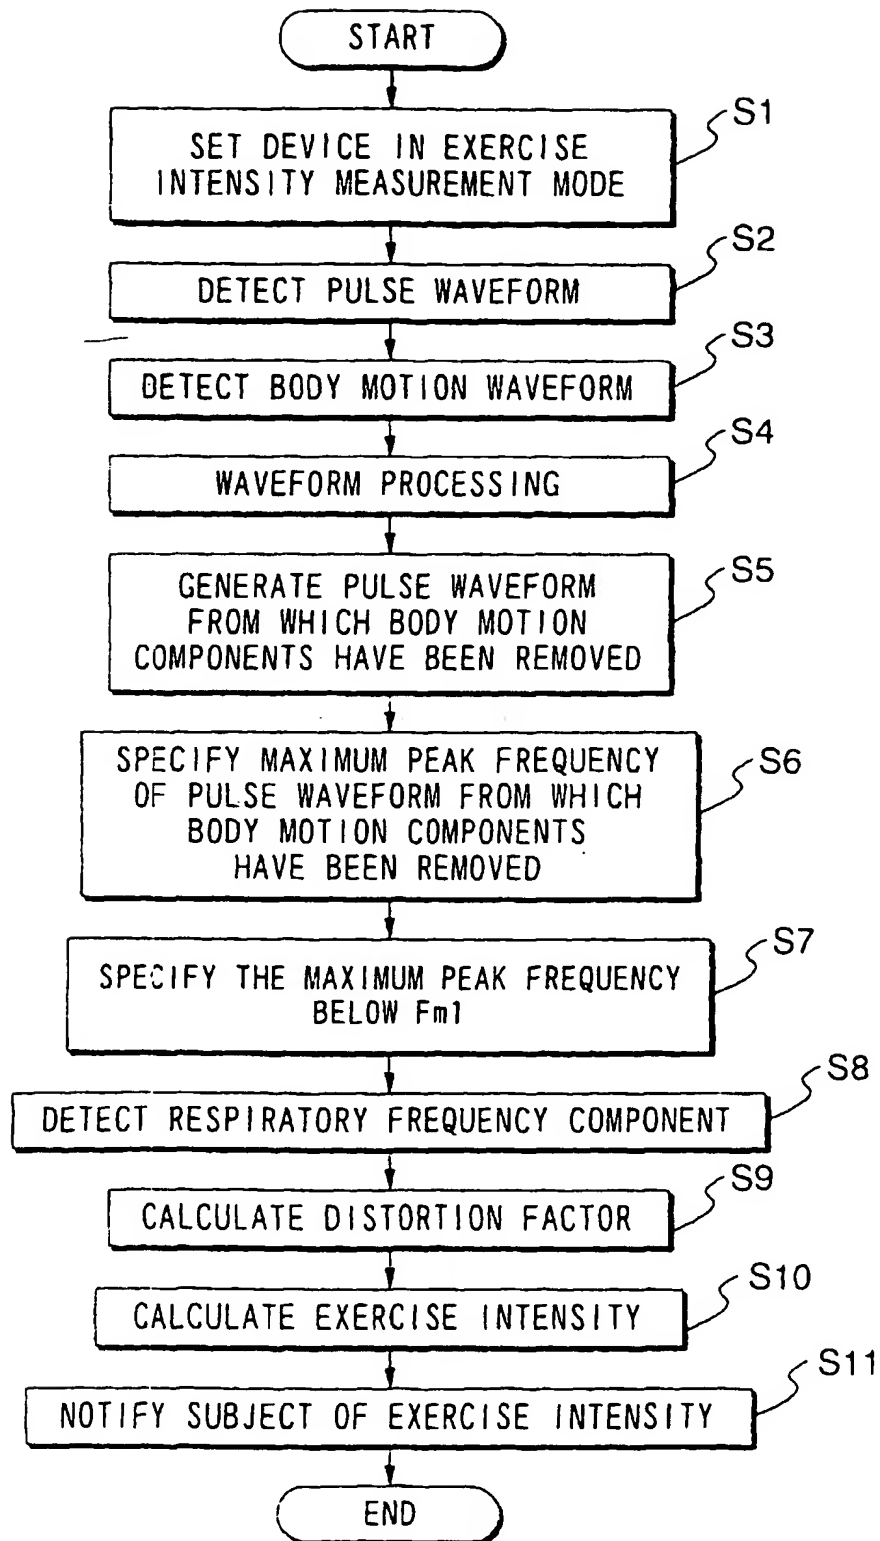 START
S1
SET DEVICE IN EXERCISE
INTENSITY MEASUREMENT MODE
S2
DETECT PULSE WAVEFORM
S3
DETECT BODY MOTION WAVEFORM
S4
WAVEFORM PROCESSING
S5
GENERATE PULSE WAVEFORM
FROM WHICH BODY MOTION
COMPONENTS HAVE BEEN REMOVED
S6
SPECIFY MAXIMUM PEAK FREQUENCY
OF PULSE WAVEFORM FROM WHICH
BODY MOTION COMPONENTS
HAVE BEEN REMOVED
S7
SPECIFY THE MAXIMUM PEAK FREQUENCY
BELOW Fm1
S8
DETECT RESPIRATORY FREQUENCY COMPONENT
S9
CALCULATE DISTORTION FACTOR
S10
CALCULATE EXERCISE INTENSITY
S11
NOTIFY SUBJECT OF EXERCISE INTENSITY
END